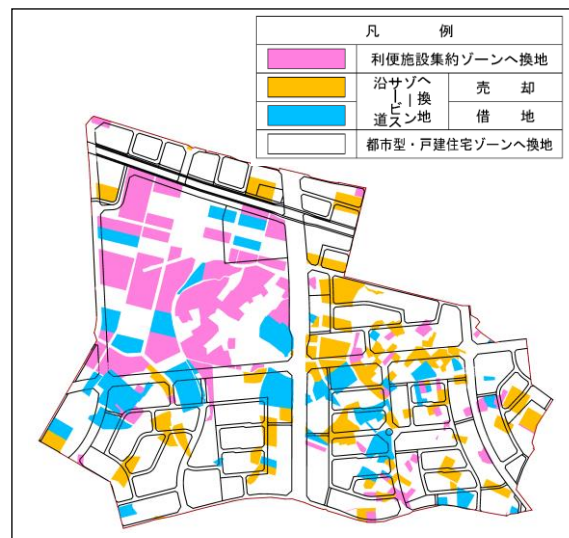 凡 例
利便施設集約ゾーンへ換地
沿道サービスゾーンへ換地
売 却
借 地
都市型・戸建住宅ゾーンへ換地